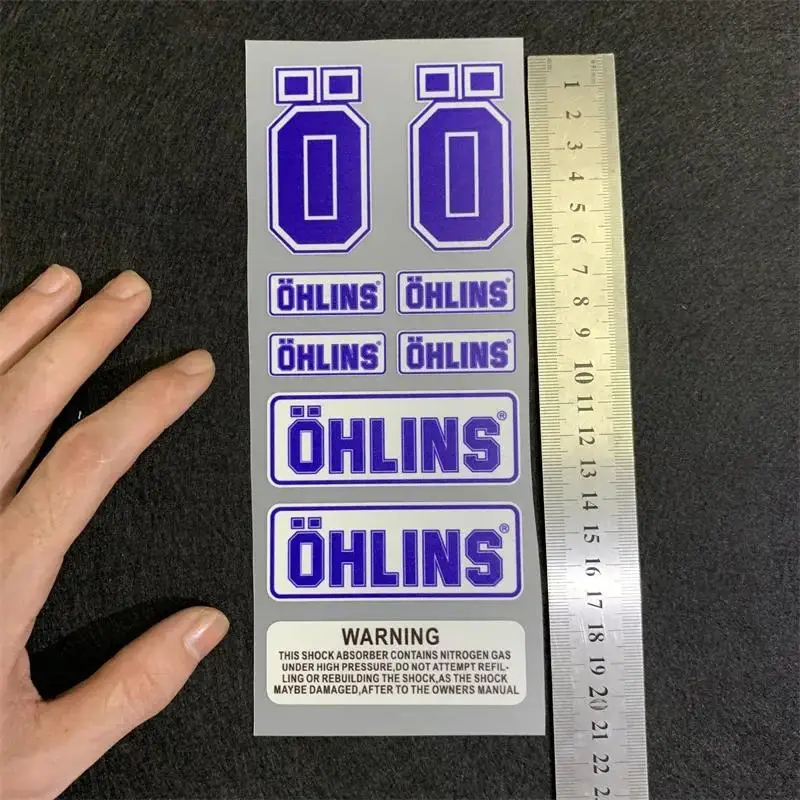 Ö Ö
ÖHLINS® ÖHLINS®
ÖHLINS® ÖHLINS®
ÖHLINS®
ÖHLINS®
WARNING
THIS SHOCK ABSORBER CONTAINS NITROGEN GAS
UNDER HIGH PRESSURE,DO NOT ATTEMPT REFIL-
LING OR REBUILDING THE SHOCK,AS THE SHOCK
MAYBE DAMAGED,AFTER TO THE OWNERS MANUAL
1
2
3
4
5
6
7
8
9
10
11
12
13
14
15
16
17
18
19
20
21
22